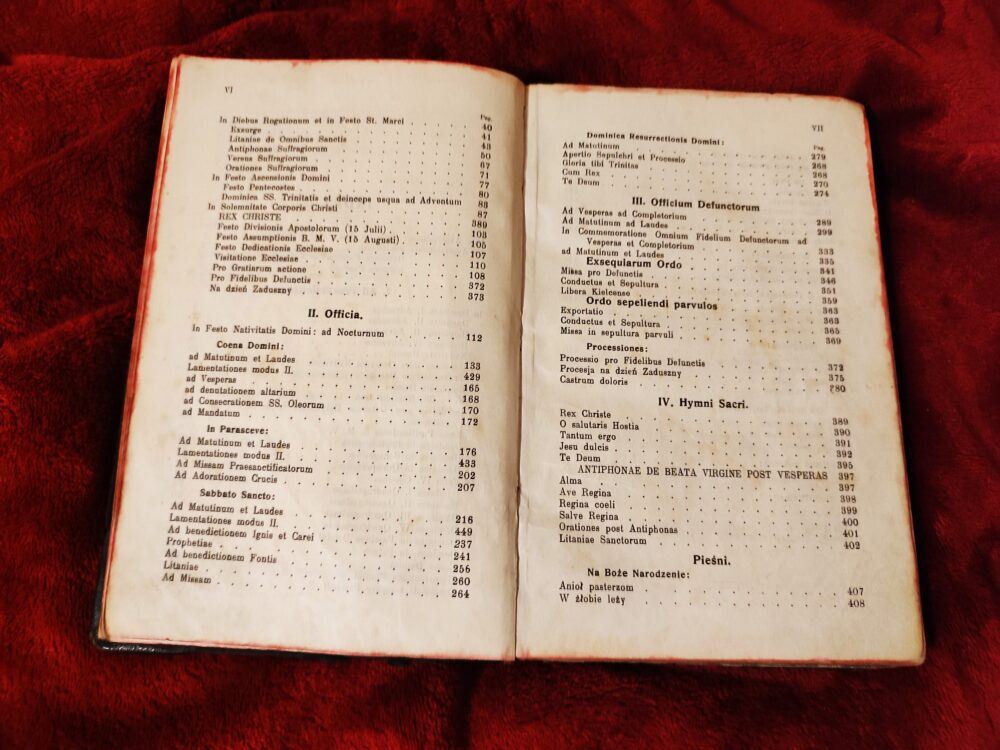 VI
Pag.
In Diebus Rogationum et in Festo St. Marci . . . . . . 40
Exsurge . . . . . . 41
Litaniae de Omnibus Sanctis . . . . . . 43
Antiphonae Suffragiorum . . . . . . 50
Versus Suffragiorum . . . . . . 67
Orationes Suffragiorum . . . . . . 71
In Festo Ascensionis Domini . . . . . . 77
Festo Pentecostes . . . . . . 80
Dominica SS. Trinitatis et deinceps usqua ad Adventum 83
In Solemnitate Corporis Christi . . . . . . 87
REX CHRISTE . . . . . . 389
Festo Divisionis Apostolorum (15 Julii) . . . . . . 103
Festo Assumptionis B. M. V. (15 Augusti) . . . . . . 105
Festo Dedicationis Ecclesiae . . . . . . 107
Visitatione Ecclesiae . . . . . . 110
Pro Gratiarum actione . . . . . . 108
Pro Fidelibus Defunctis . . . . . . 372
Na dzień Zaduszny . . . . . . 373
II. Officia.
In Festo Nativitatis Domini: ad Nocturnum . . . . . . 112
Coena Domini:
ad Matutinum et Laudes . . . . . . 133
Lamentationes modus II. . . . . . . 429
ad Vesperas . . . . . . 165
ad denutationem altarium . . . . . . 168
ad Consecrationem SS. Oleorum . . . . . . 170
ad Mandatum . . . . . . 172
In Parasceve:
Ad Matutinum et Laudes . . . . . . 176
Lamentationes modus II. . . . . . . 433
Ad Missam Praesanctificatorum . . . . . . 202
Ad Adorationem Crucis . . . . . . 207
Sabbato Sancto:
Ad Matutinum et Laudes . . . . . . 216
Lamentationes modus II. . . . . . . 449
Ad benedictionem Ignis et Carei . . . . . . 237
Prophetiae . . . . . . 241
Ad benedictionem Fontis . . . . . . 256
Litaniae . . . . . . 260
Ad Missam . . . . . . 264
VII
Dominica Resurrectionis Domini:
Pag.
Ad Matutinum . . . . . . 279
Apertio Sepulchri et Processio . . . . . . 268
Gloria tibi Trinitas . . . . . . 268
Cum Rex . . . . . . 270
Te Deum . . . . . . 274
III. Officium Defunctorum
Ad Vesperas ad Completorium . . . . . . 289
Ad Matutinum ad Laudes . . . . . . 299
In Commemoratione Omnium Fidelium Defunctorum ad
Vesperas et Completorium . . . . . . 333
ad Matutinum et Laudes . . . . . . 335
Exsequiarum Ordo . . . . . . 341
Missa pro Defunctis . . . . . . 346
Conductus et Sepultura . . . . . . 351
Libera Kielcense . . . . . . 359
Ordo sepeliendi parvulos . . . . . . 363
Exportatio . . . . . . 363
Conductus et Sepultura . . . . . . 365
Missa in sepultura parvuli . . . . . . 369
Processiones:
Processio pro Fidelibus Defunctis . . . . . . 372
Procesja na dzień Zaduszny . . . . . . 375
Castrum doloris . . . . . . 380
IV. Hymni Sacri.
Rex Christe . . . . . . 389
O salutaris Hostia . . . . . . 390
Tantum ergo . . . . . . 391
Jesu dulcis . . . . . . 392
Te Deum . . . . . . 395
ANTIPHONAE DE BEATA VIRGINE POST VESPERAS 397
Alma . . . . . . 397
Ave Regina . . . . . . 398
Regina coeli . . . . . . 399
Salve Regina . . . . . . 400
Orationes post Antiphonas . . . . . . 401
Litaniae Sanctorum . . . . . . 402
Pieśni.
Na Boże Narodzenie:
Anioł pasterzom . . . . . . 407
W żłobie leży . . . . . . 408